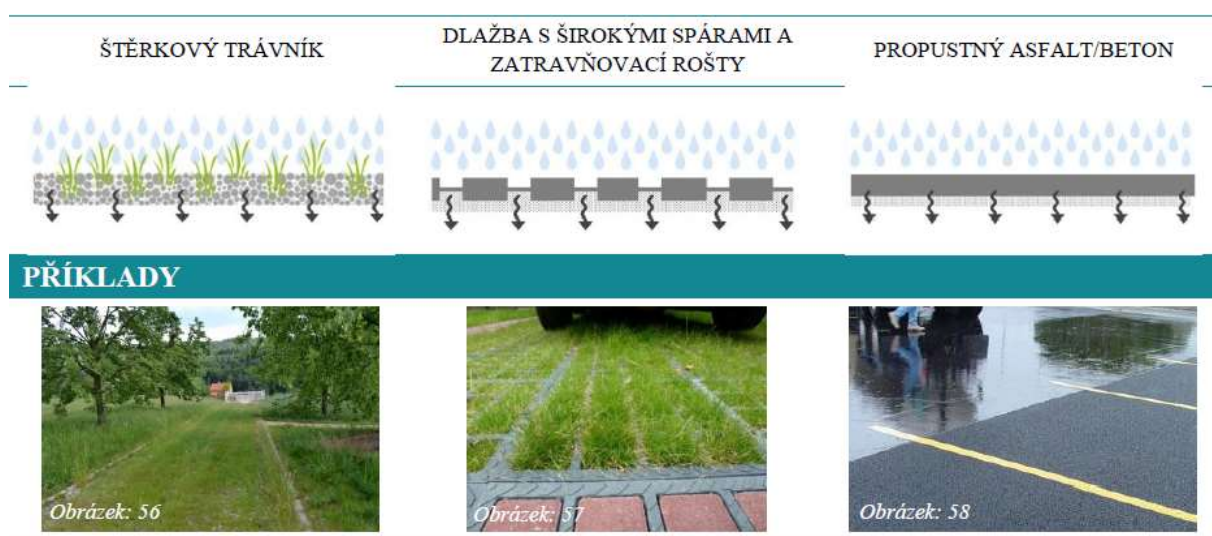 ŠTĚRKOVÝ TRÁVNÍK
DLAŽBA S ŠIROKÝMI SPÁRAMI A
ZATRAVŇOVACÍ ROŠTY
PROPUSTNÝ ASFALT/BETON
PŘÍKLADY
Obrázek: 56
Obrázek: 57
Obrázek: 58